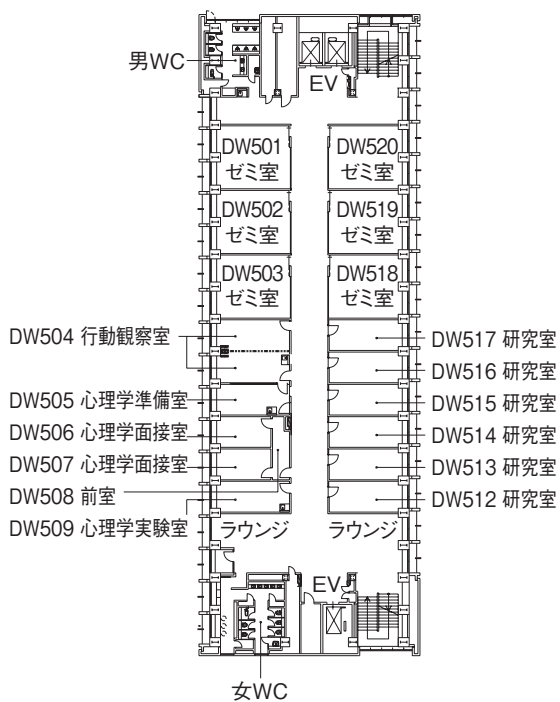 男WC
EV
DW501
ゼミ室
DW520
ゼミ室
DW502
ゼミ室
DW519
ゼミ室
DW503
ゼミ室
DW518
ゼミ室
DW504 行動観察室
DW517 研究室
DW516 研究室
DW505 心理学準備室
DW515 研究室
DW506 心理学面接室
DW514 研究室
DW507 心理学面接室
DW513 研究室
DW508 前室
DW512 研究室
DW509 心理学実験室
ラウンジ
ラウンジ
EV
女WC